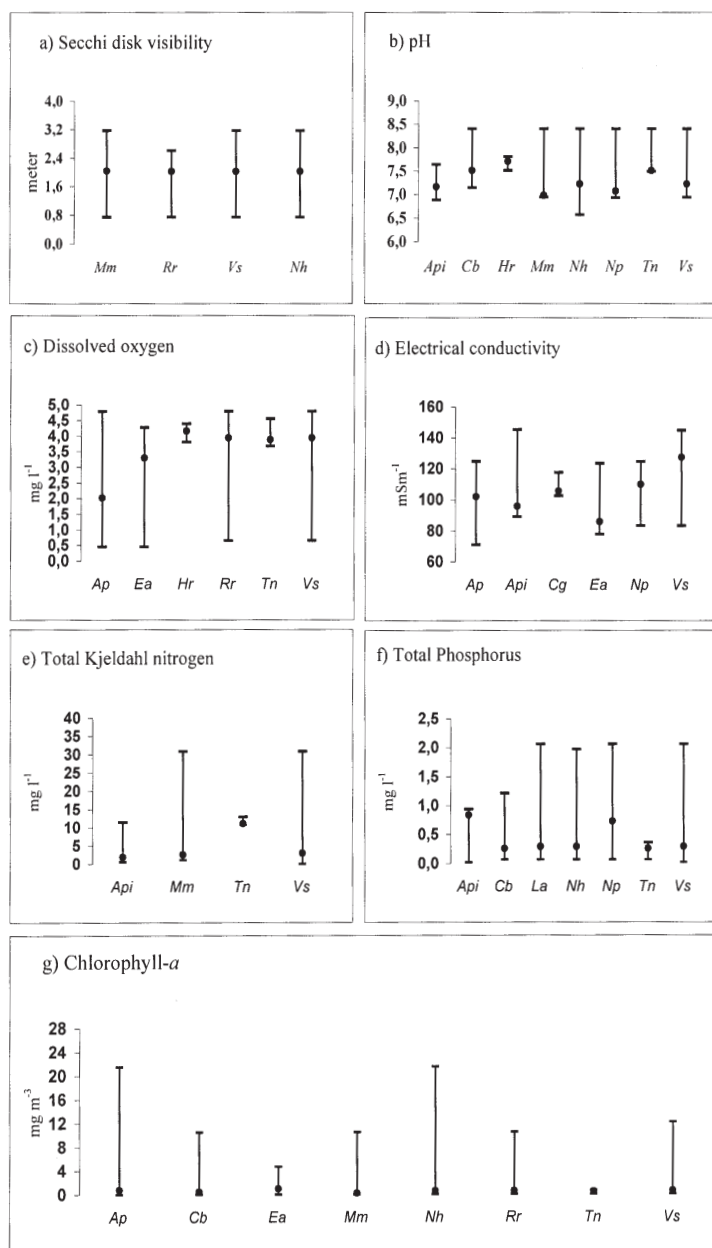 a) Secchi disk visibility
meter
4,0
3,2
2,4
1,6
0,8
0,0
Mm Rr Vs Nh
b) pH
9,0
8,5
8,0
7,5
7,0
6,5
6,0
Api Cb Hr Mm Nh Np Tn Vs
c) Dissolved oxygen
mg l⁻¹
5,0
4,5
4,0
3,5
3,0
2,5
2,0
1,5
1,0
0,5
0,0
Ap Ea Hr Rr Tn Vs
d) Electrical conductivity
mSm⁻¹
160
140
120
100
80
60
Ap Api Cg Ea Np Vs
e) Total Kjeldahl nitrogen
mg l⁻¹
40
35
30
25
20
15
10
5
0
Api Mm Tn Vs
f) Total Phosphorus
mg l⁻¹
2,5
2,0
1,5
1,0
0,5
0,0
Api Cb La Nh Np Tn Vs
g) Chlorophyll-a
mg m⁻³
28
24
20
16
12
8
4
0
Ap Cb Ea Mm Nh Rr Tn Vs